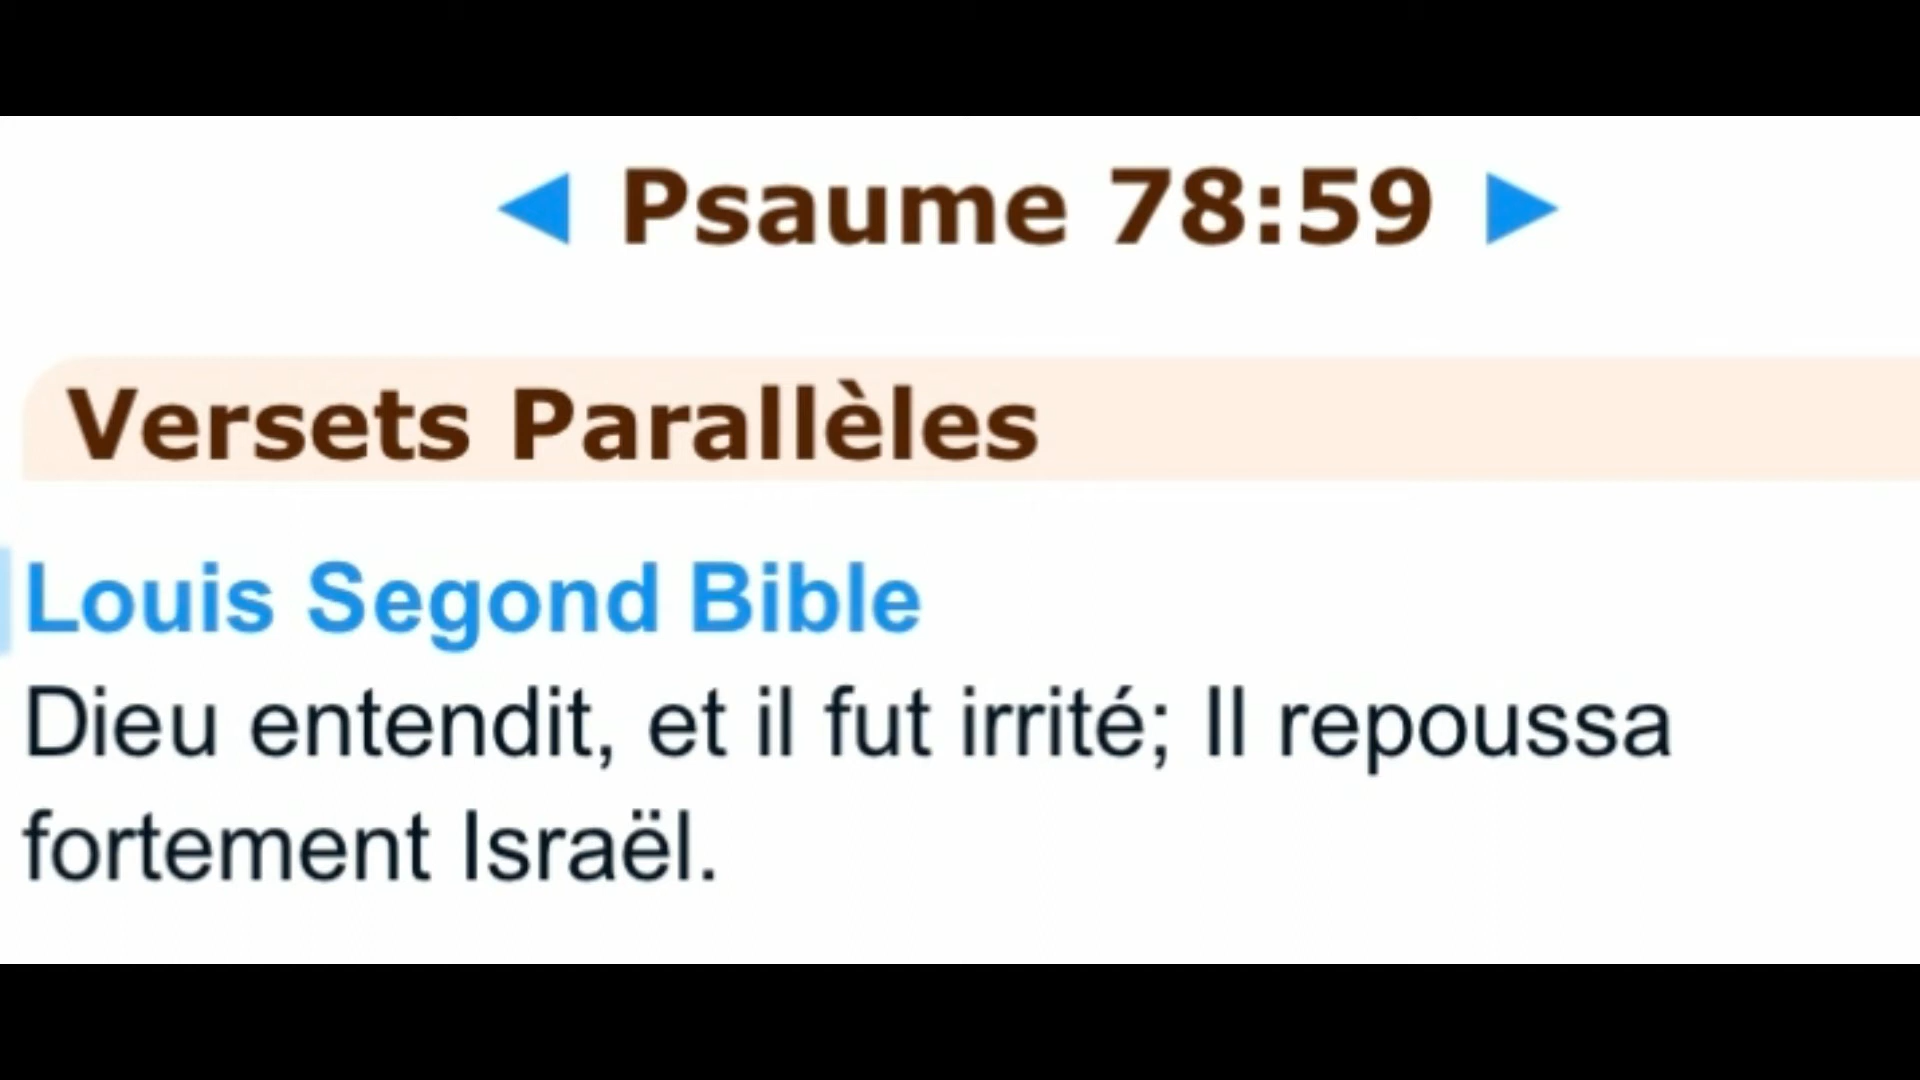 ◄ Psaume 78:59 ►
Versets Parallèles
Louis Segond Bible
Dieu entendit, et il fut irrité; Il repoussa
fortement Israël.